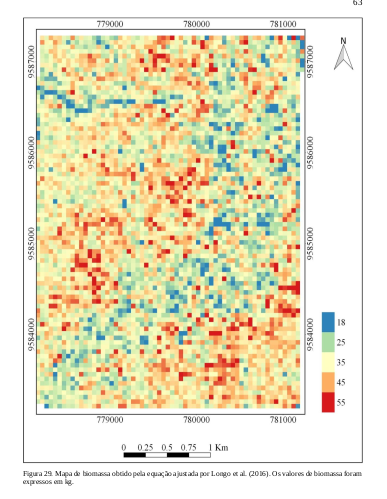 63
779000 780000 781000
N
9587000 9587000
9586000 9586000
9585000 9585000
9584000 9584000
18
25
35
45
55
779000 780000 781000
0 0.25 0.5 0.75 1 Km
Figura 29. Mapa de biomassa obtido pela equação ajustada por Longo et al. (2016). Os valores de biomassa foram
expressos em kg.